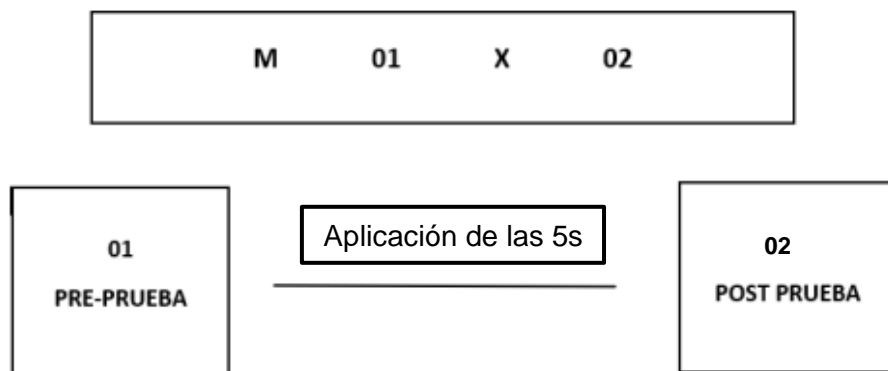 M 01 X 02
Aplicación de las 5s
01
PRE-PRUEBA
02
POST PRUEBA